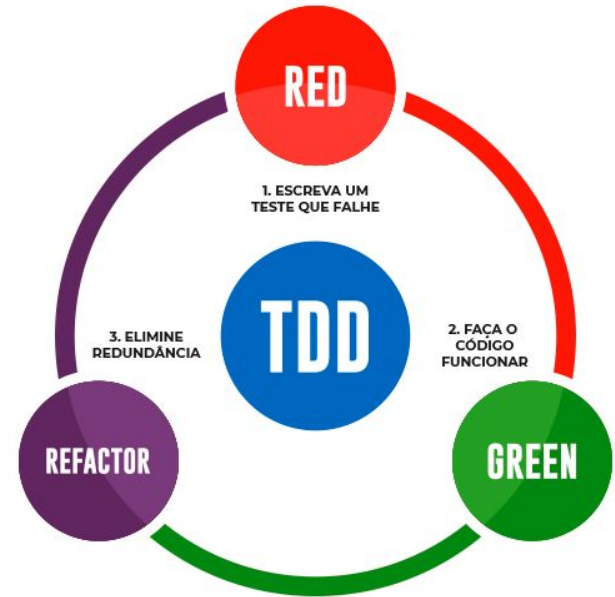 RED
1. ESCREVA UM
TESTE QUE FALHE
TDD
2. FAÇA O
CÓDIGO
FUNCIONAR
3. ELIMINE
REDUNDÂNCIA
REFACTOR
GREEN